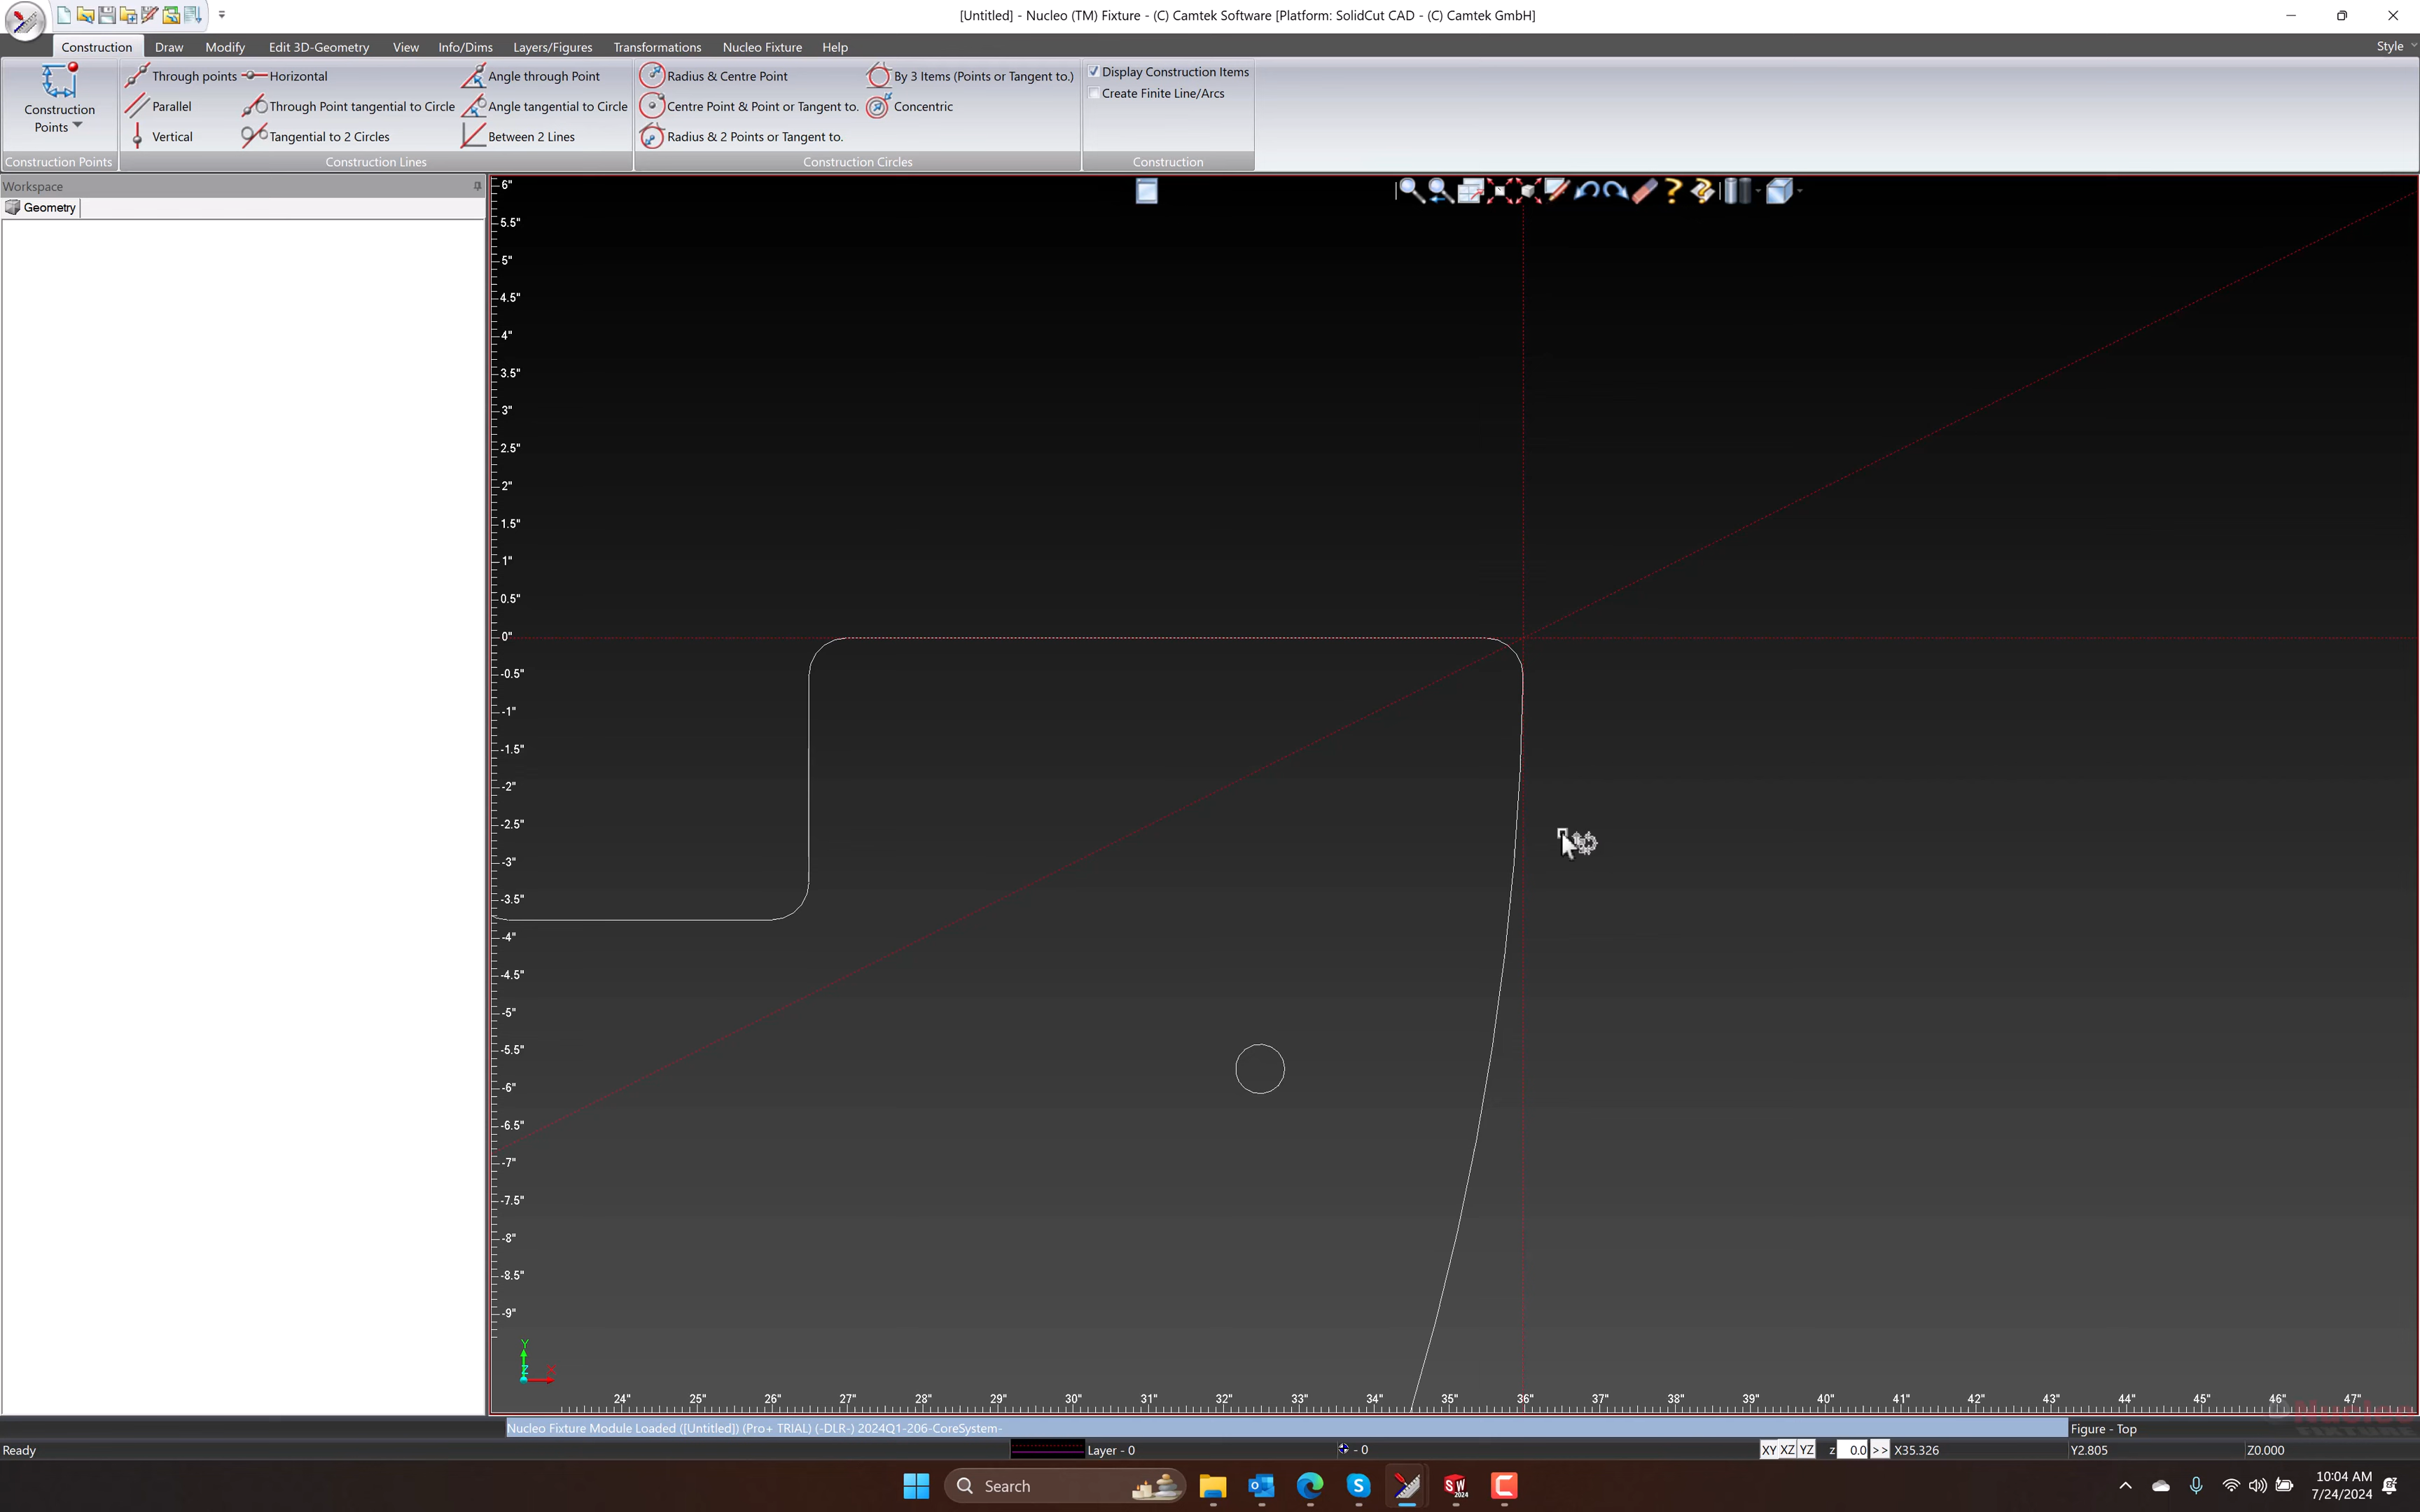 [Untitled] - Nucleo (TM) Fixture - (C) Camtek Software [Platform: SolidCut CAD - (C) Camtek GmbH]
Construction Draw Modify Edit 3D-Geometry View Info/Dims Layers/Figures Transformations Nucleo Fixture Help Style
Construction Points
Through points
Parallel
Vertical
Horizontal
Through Point tangential to Circle
Tangential to 2 Circles
Angle through Point
Angle tangential to Circle
Between 2 Lines
Radius & Centre Point
Centre Point & Point or Tangent to.
Radius & 2 Points or Tangent to.
By 3 Items (Points or Tangent to.)
Concentric
Display Construction Items
Create Finite Line/Arcs
Construction Points Construction Lines Construction Circles Construction
Workspace
Geometry
6"
5.5"
5"
4.5"
4"
3.5"
3"
2.5"
2"
1.5"
1"
0.5"
0"
-0.5"
-1"
-1.5"
-2"
-2.5"
-3"
-3.5"
-4"
-4.5"
-5"
-5.5"
-6"
-6.5"
-7"
-7.5"
-8"
-8.5"
-9"
Y
Z
X
24" 25" 26" 27" 28" 29" 30" 31" 32" 33" 34" 35" 36" 37" 38" 39" 40" 41" 42" 43" 44" 45" 46" 47"
Nucleo
FIXTURE
Nucleo Fixture Module Loaded ([Untitled]) (Pro+ TRIAL) (-DLR-) 2024Q1-206-CoreSystem-
Figure - Top
Ready Layer - 0 - 0 XY XZ YZ z 0.0 >> X35.326 Y2.805 Z0.000
Search
SW
2024
10:04 AM
7/24/2024